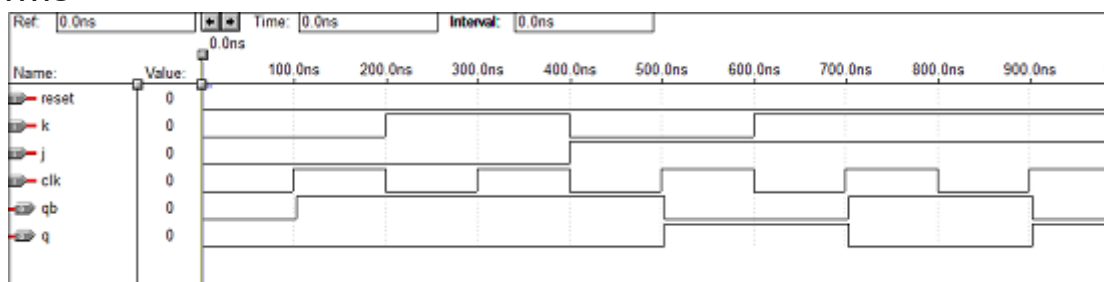 Ref: 0.0ns Time: 0.0ns Interval: 0.0ns
0.0ns
Name: Value: 100.0ns 200.0ns 300.0ns 400.0ns 500.0ns 600.0ns 700.0ns 800.0ns 900.0ns
reset 0
k 0
j 0
clk 0
qb 0
q 0